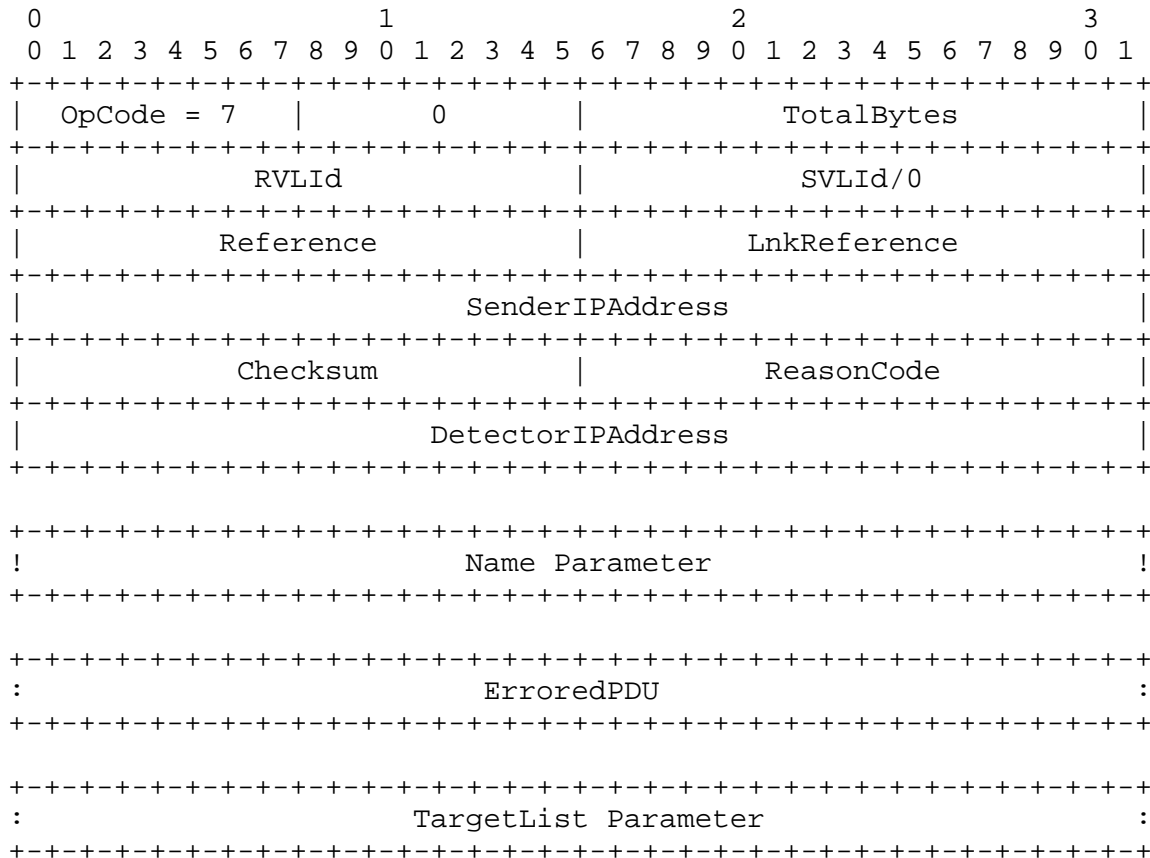 0                   1                   2                   3
 0 1 2 3 4 5 6 7 8 9 0 1 2 3 4 5 6 7 8 9 0 1 2 3 4 5 6 7 8 9 0 1
+-+-+-+-+-+-+-+-+-+-+-+-+-+-+-+-+-+-+-+-+-+-+-+-+-+-+-+-+-+-+-+-+
|  OpCode = 7   |       0       |           TotalBytes          |
+-+-+-+-+-+-+-+-+-+-+-+-+-+-+-+-+-+-+-+-+-+-+-+-+-+-+-+-+-+-+-+-+
|             RVLId             |            SVLId/0            |
+-+-+-+-+-+-+-+-+-+-+-+-+-+-+-+-+-+-+-+-+-+-+-+-+-+-+-+-+-+-+-+-+
|           Reference           |         LnkReference          |
+-+-+-+-+-+-+-+-+-+-+-+-+-+-+-+-+-+-+-+-+-+-+-+-+-+-+-+-+-+-+-+-+
|                         SenderIPAddress                       |
+-+-+-+-+-+-+-+-+-+-+-+-+-+-+-+-+-+-+-+-+-+-+-+-+-+-+-+-+-+-+-+-+
|            Checksum           |          ReasonCode           |
+-+-+-+-+-+-+-+-+-+-+-+-+-+-+-+-+-+-+-+-+-+-+-+-+-+-+-+-+-+-+-+-+
|                       DetectorIPAddress                       |
+-+-+-+-+-+-+-+-+-+-+-+-+-+-+-+-+-+-+-+-+-+-+-+-+-+-+-+-+-+-+-+-+

+-+-+-+-+-+-+-+-+-+-+-+-+-+-+-+-+-+-+-+-+-+-+-+-+-+-+-+-+-+-+-+-+
!                         Name Parameter                        !
+-+-+-+-+-+-+-+-+-+-+-+-+-+-+-+-+-+-+-+-+-+-+-+-+-+-+-+-+-+-+-+-+

+-+-+-+-+-+-+-+-+-+-+-+-+-+-+-+-+-+-+-+-+-+-+-+-+-+-+-+-+-+-+-+-+
:                          ErroredPDU                           :
+-+-+-+-+-+-+-+-+-+-+-+-+-+-+-+-+-+-+-+-+-+-+-+-+-+-+-+-+-+-+-+-+

+-+-+-+-+-+-+-+-+-+-+-+-+-+-+-+-+-+-+-+-+-+-+-+-+-+-+-+-+-+-+-+-+
:                      TargetList Parameter                     :
+-+-+-+-+-+-+-+-+-+-+-+-+-+-+-+-+-+-+-+-+-+-+-+-+-+-+-+-+-+-+-+-+